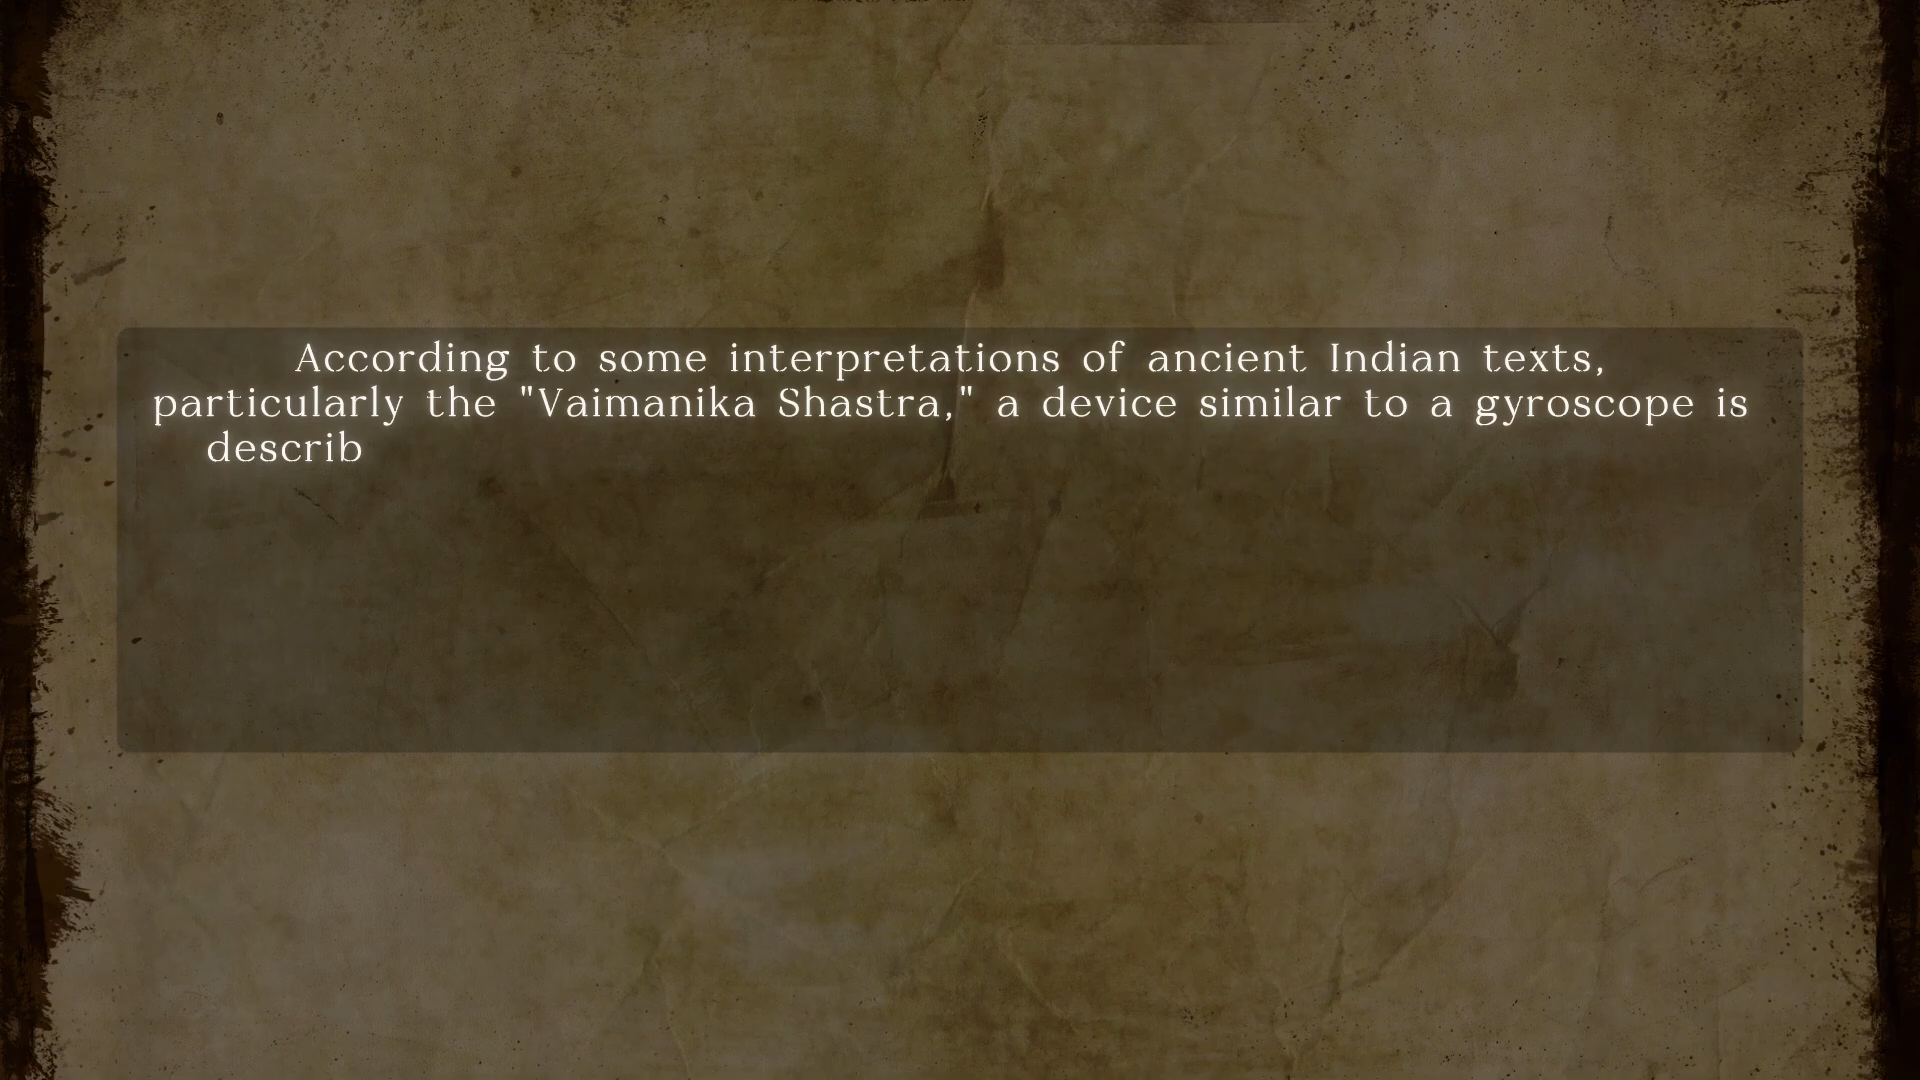 According to some interpretations of ancient Indian texts,
particularly the "Vaimanika Shastra," a device similar to a gyroscope is
describ